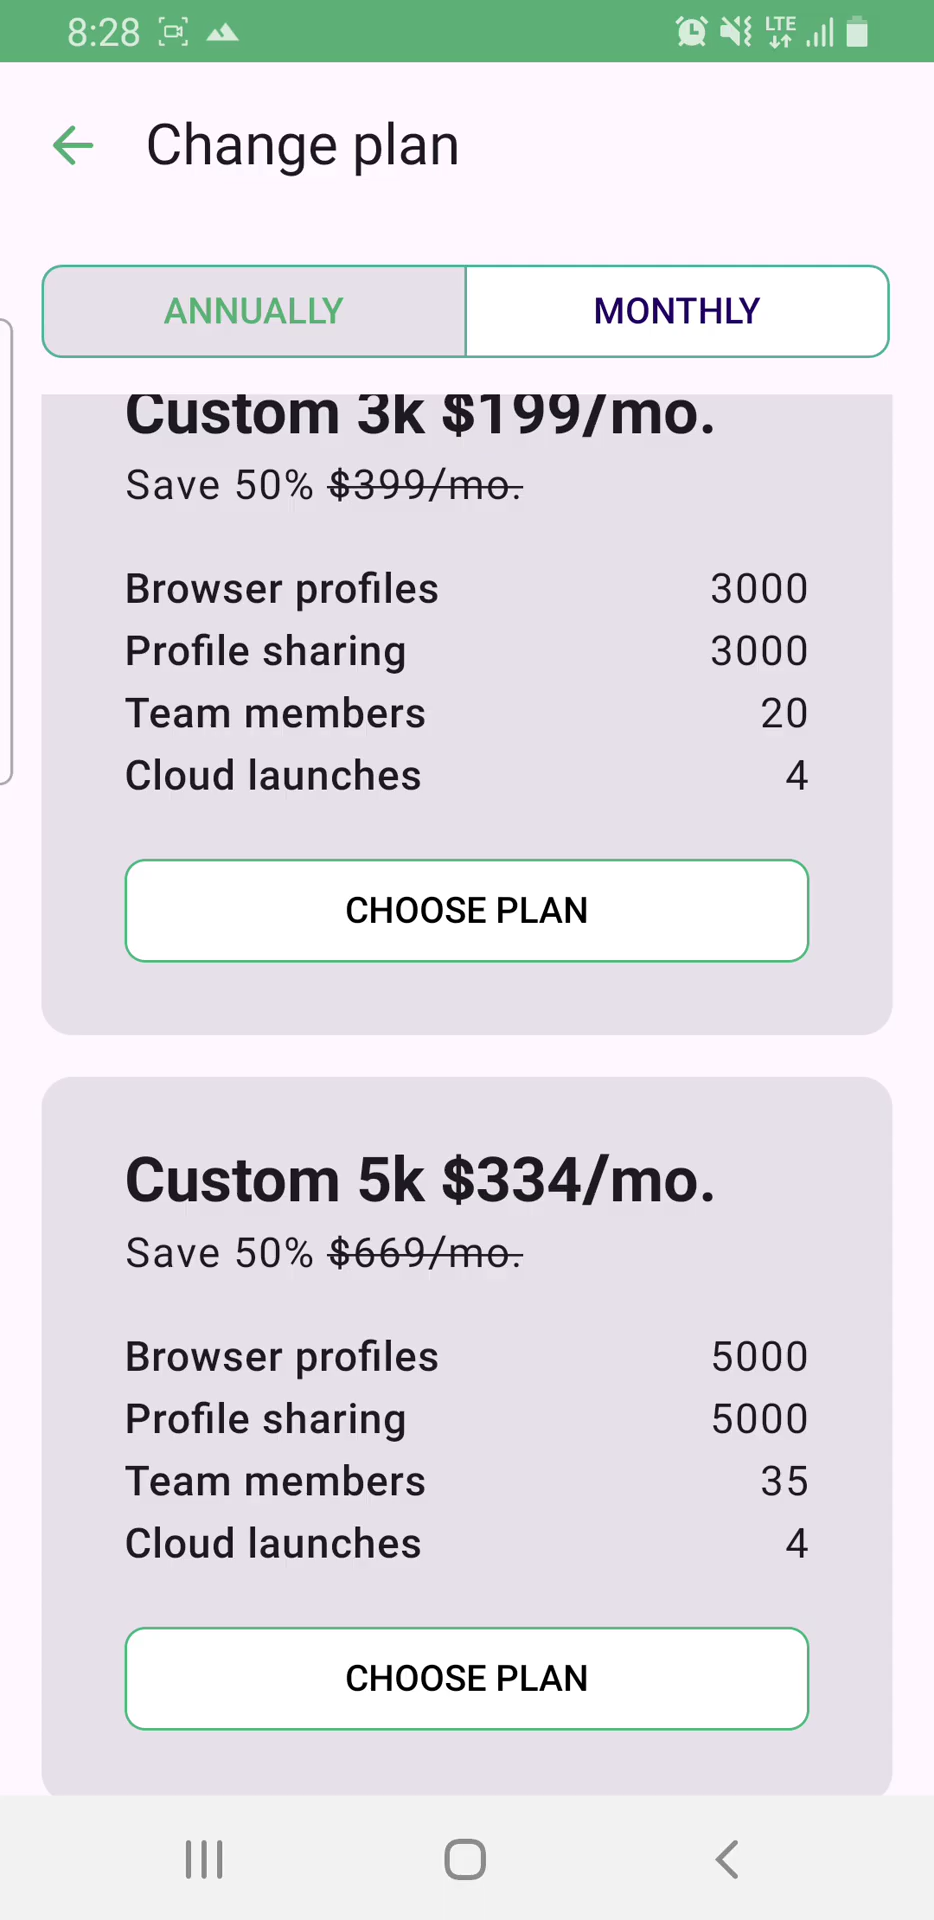 8:28 LTE
Change plan
ANNUALLY MONTHLY
Custom 3k $199/mo.
Save 50% $399/mo.
Browser profiles 3000
Profile sharing 3000
Team members 20
Cloud launches 4
CHOOSE PLAN
Custom 5k $334/mo.
Save 50% $669/mo.
Browser profiles 5000
Profile sharing 5000
Team members 35
Cloud launches 4
CHOOSE PLAN